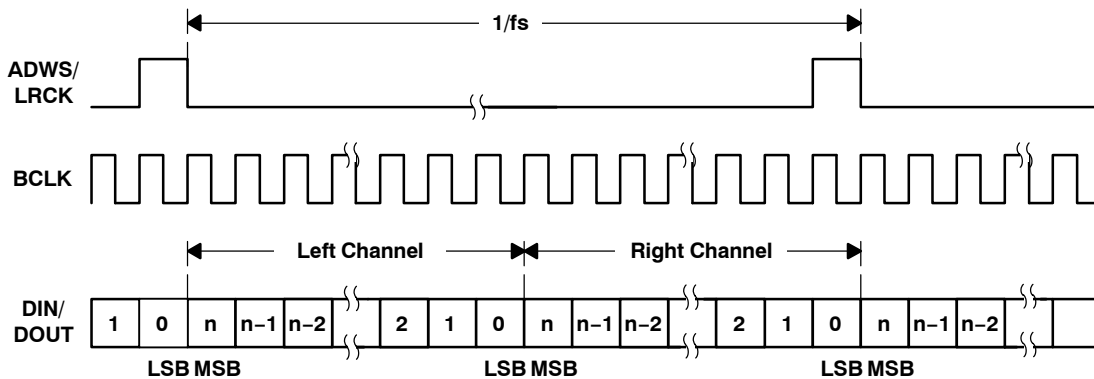 1/fs
ADWS/
LRCK
BCLK
Left Channel Right Channel
DIN/
DOUT
1 0 n n−1 n−2 2 1 0 n n−1 n−2 2 1 0 n n−1 n−2
LSB MSB LSB MSB LSB MSB